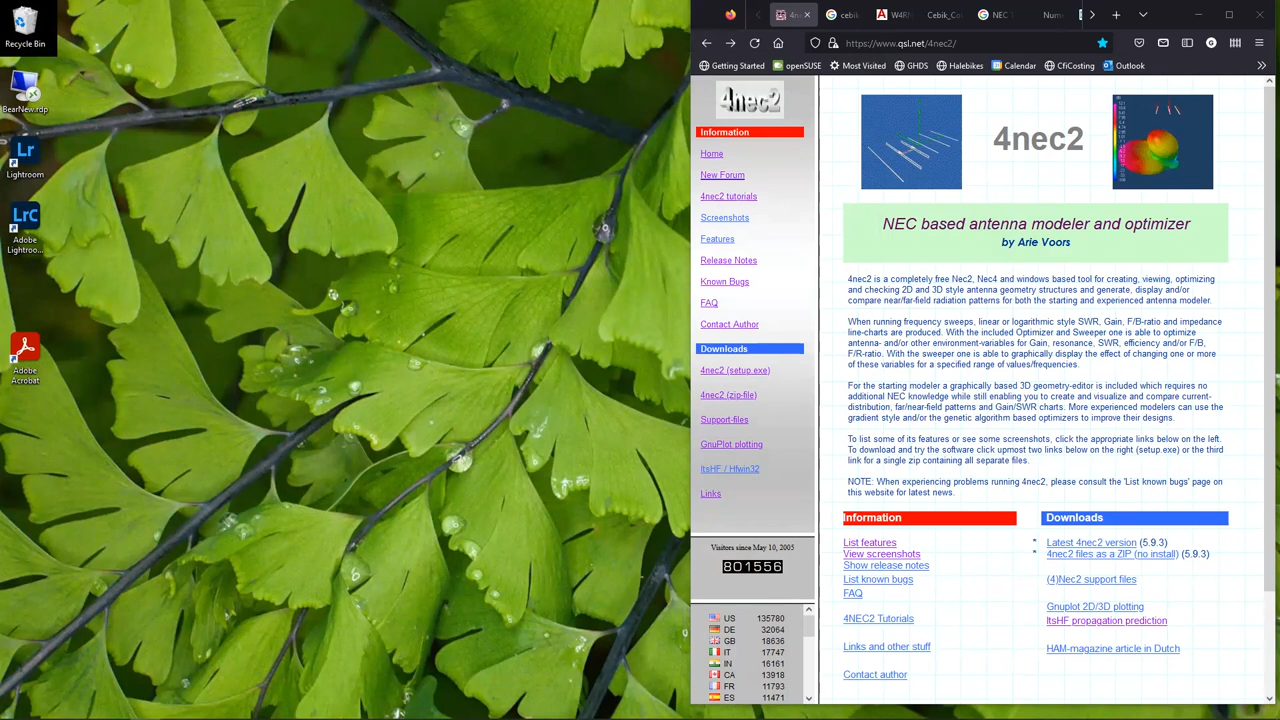 Recycle Bin
BearNew.rdp
Lr
Lightroom
LrC
Adobe
Lightroo...
Adobe
Acrobat
cebik
W4RN
Cebik_Co
NEC
Nume
https://www.qsl.net/4nec2/
Getting Started
openSUSE
Most Visited
GHDS
Halebikes
Calendar
CfiCosting
Outlook
4nec2
Information
Home
New Forum
4nec2 tutorials
Screenshots
Features
Release Notes
Known Bugs
FAQ
Contact Author
Downloads
4nec2 (setup.exe)
4nec2 (zip-file)
Support-files
GnuPlot plotting
ItsHF / Hfwin32
Links
Visitors since May 10, 2005
801556
US 135780
DE 32064
GB 18636
IT 17747
IN 16161
CA 13918
FR 11793
ES 11471
4nec2
NEC based antenna modeler and optimizer
by Arie Voors
4nec2 is a completely free Nec2, Nec4 and windows based tool for creating, viewing, optimizing
and checking 2D and 3D style antenna geometry structures and generate, display and/or
compare near/far-field radiation patterns for both the starting and experienced antenna modeler.
When running frequency sweeps, linear or logarithmic style SWR, Gain, F/B-ratio and impedance
line-charts are produced. With the included Optimizer and Sweeper one is able to optimize
antenna- and/or other environment-variables for Gain, resonance, SWR, efficiency and/or F/B,
F/R-ratio. With the sweeper one is able to graphically display the effect of changing one or more
of these variables for a specified range of values/frequencies.
For the starting modeler a graphically based 3D geometry-editor is included which requires no
additional NEC knowledge while still enabling you to create and visualize and compare current-
distribution, far/near-field patterns and Gain/SWR charts. More experienced modelers can use the
gradient style and/or the genetic algorithm based optimizers to improve their designs.
To list some of its features or see some screenshots, click the appropriate links below on the left.
To download and try the software click upmost two links below on the right (setup.exe) or the third
link for a single zip containing all separate files.
NOTE: When experiencing problems running 4nec2, please consult the 'List known bugs' page on
this website for latest news.
Information
List features
View screenshots
Show release notes
List known bugs
FAQ
4NEC2 Tutorials
Links and other stuff
Contact author
Downloads
* Latest 4nec2 version (5.9.3)
* 4nec2 files as a ZIP (no install) (5.9.3)
(4)Nec2 support files
Gnuplot 2D/3D plotting
ItsHF propagation prediction
HAM-magazine article in Dutch